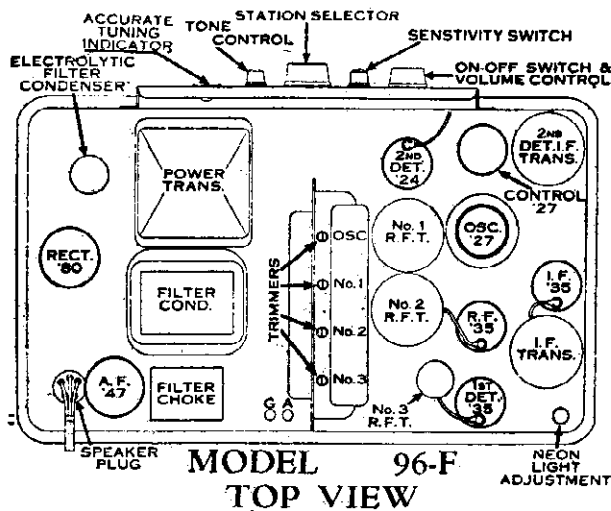 ACCURATE
TUNING
INDICATOR
TONE
CONTROL
STATION SELECTOR
SENSTIVITY SWITCH
ON-OFF SWITCH &
VOLUME CONTROL
ELECTROLYTIC
FILTER
CONDENSER
POWER
TRANS.
2ND
DET.
'24
2ND
DET. I.F.
TRANS.
CONTROL
'27
RECT.
'80
FILTER
COND.
TRIMMERS
OSC
No.1
No.2
No.3
No. 1
R.F.T.
OSC.
'27
No. 2
R.F.T.
R.F.
'35
I.F.
'35
I.F.
TRANS.
A.F.
'47
FILTER
CHOKE
G A
No. 3
R.F.T.
1ST
DET.
'35
SPEAKER
PLUG
NEON
LIGHT
ADJUSTMENT
MODEL 96-F
TOP VIEW